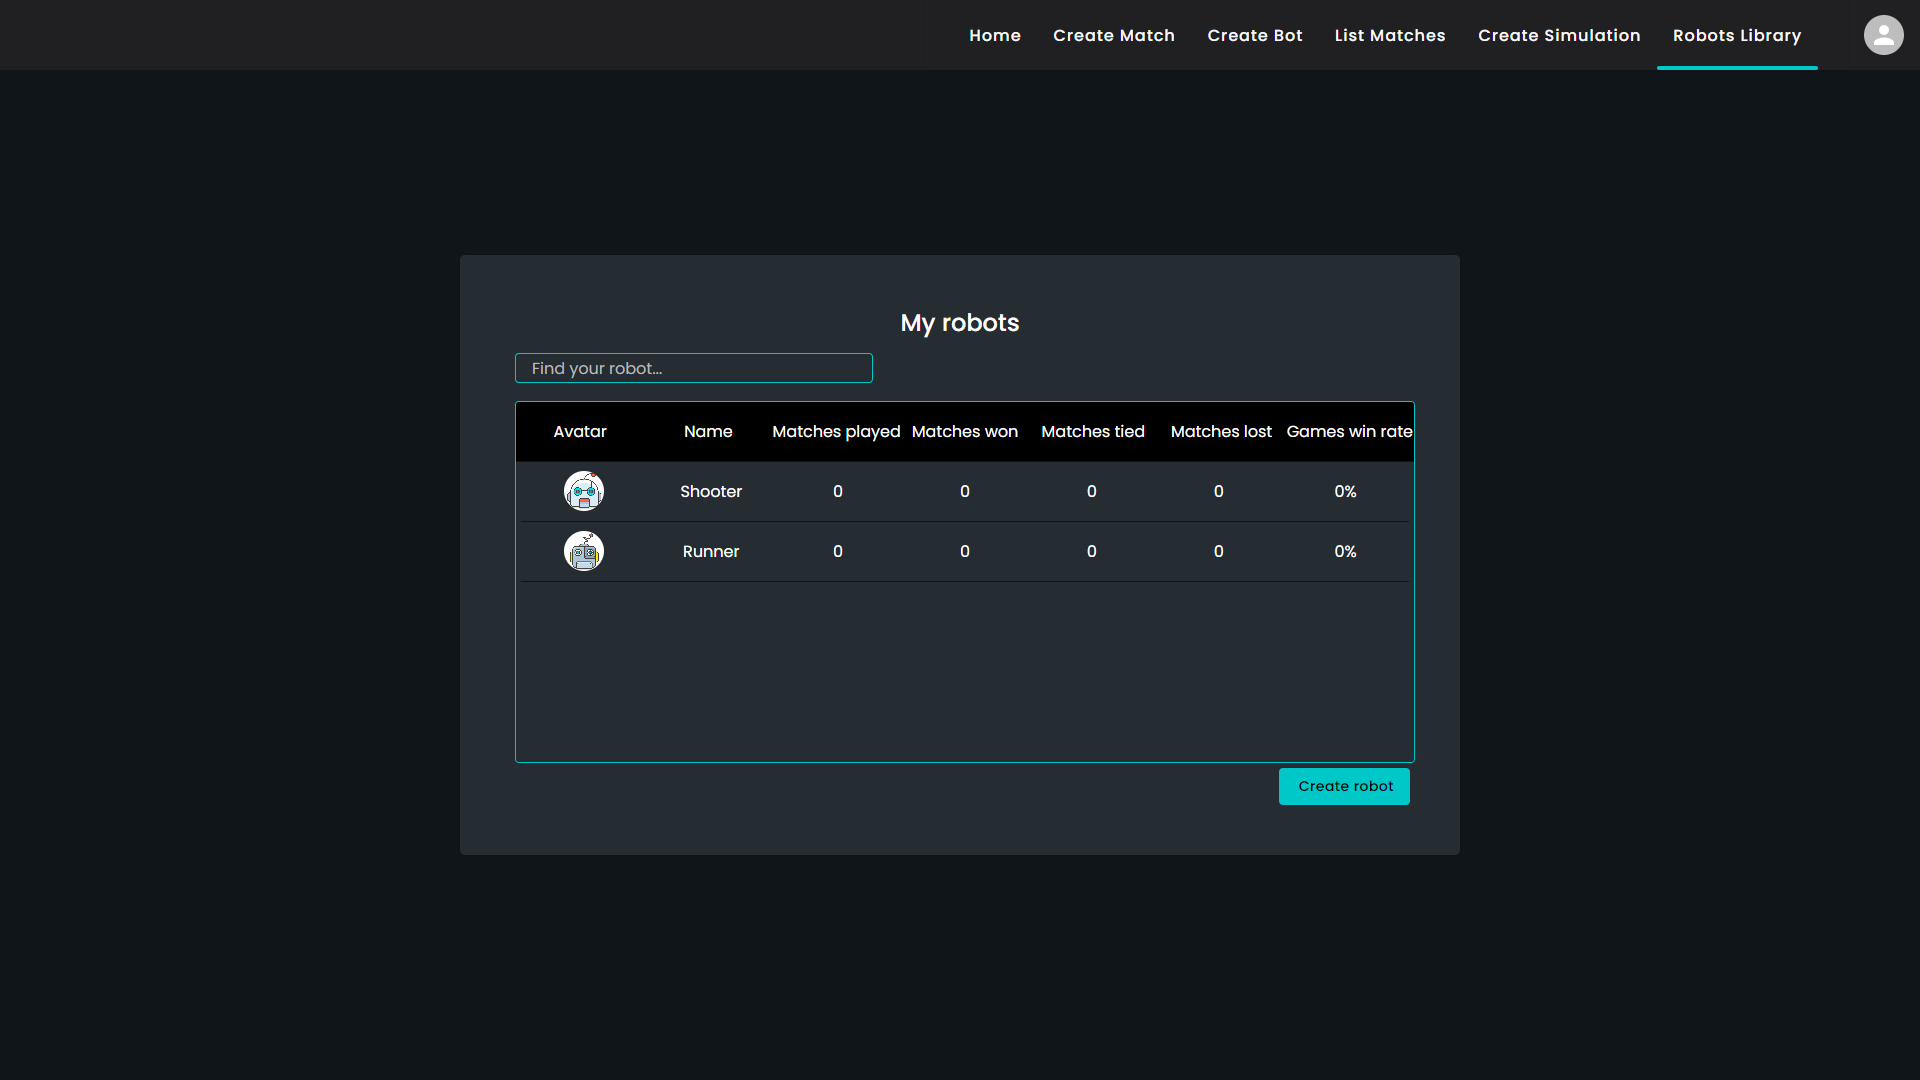 Home Create Match Create Bot List Matches Create Simulation Robots Library
My robots
Find your robot...
Avatar Name Matches played Matches won Matches tied Matches lost Games win rate
Shooter 0 0 0 0 0%
Runner 0 0 0 0 0%
Create robot